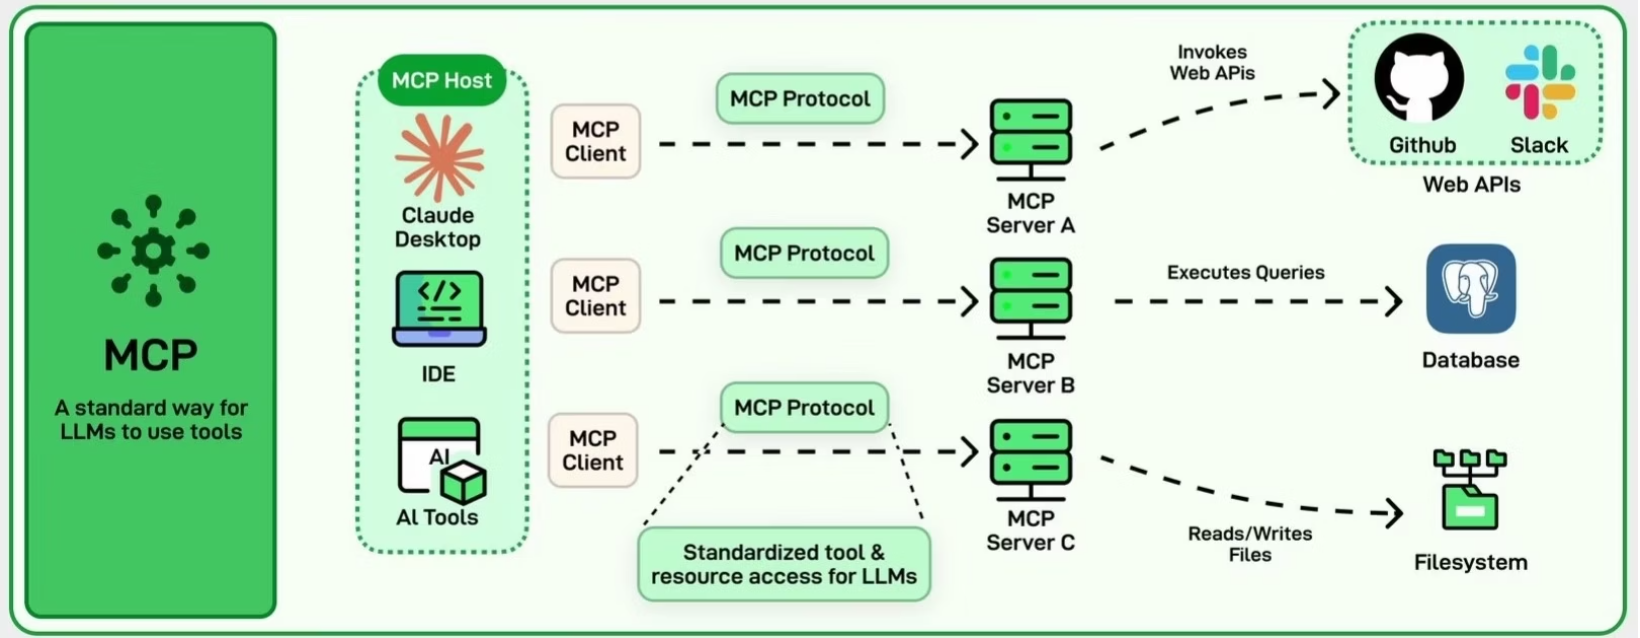 MCP
A standard way for
LLMs to use tools
MCP Host
Claude
Desktop
IDE
AI
AI Tools
MCP
Client
MCP Protocol
MCP
Server A
Invokes
Web APIs
Github
Slack
Web APIs
MCP
Client
MCP Protocol
MCP
Server B
Executes Queries
Database
MCP
Client
MCP Protocol
MCP
Server C
Reads/Writes
Files
Filesystem
Standardized tool &
resource access for LLMs